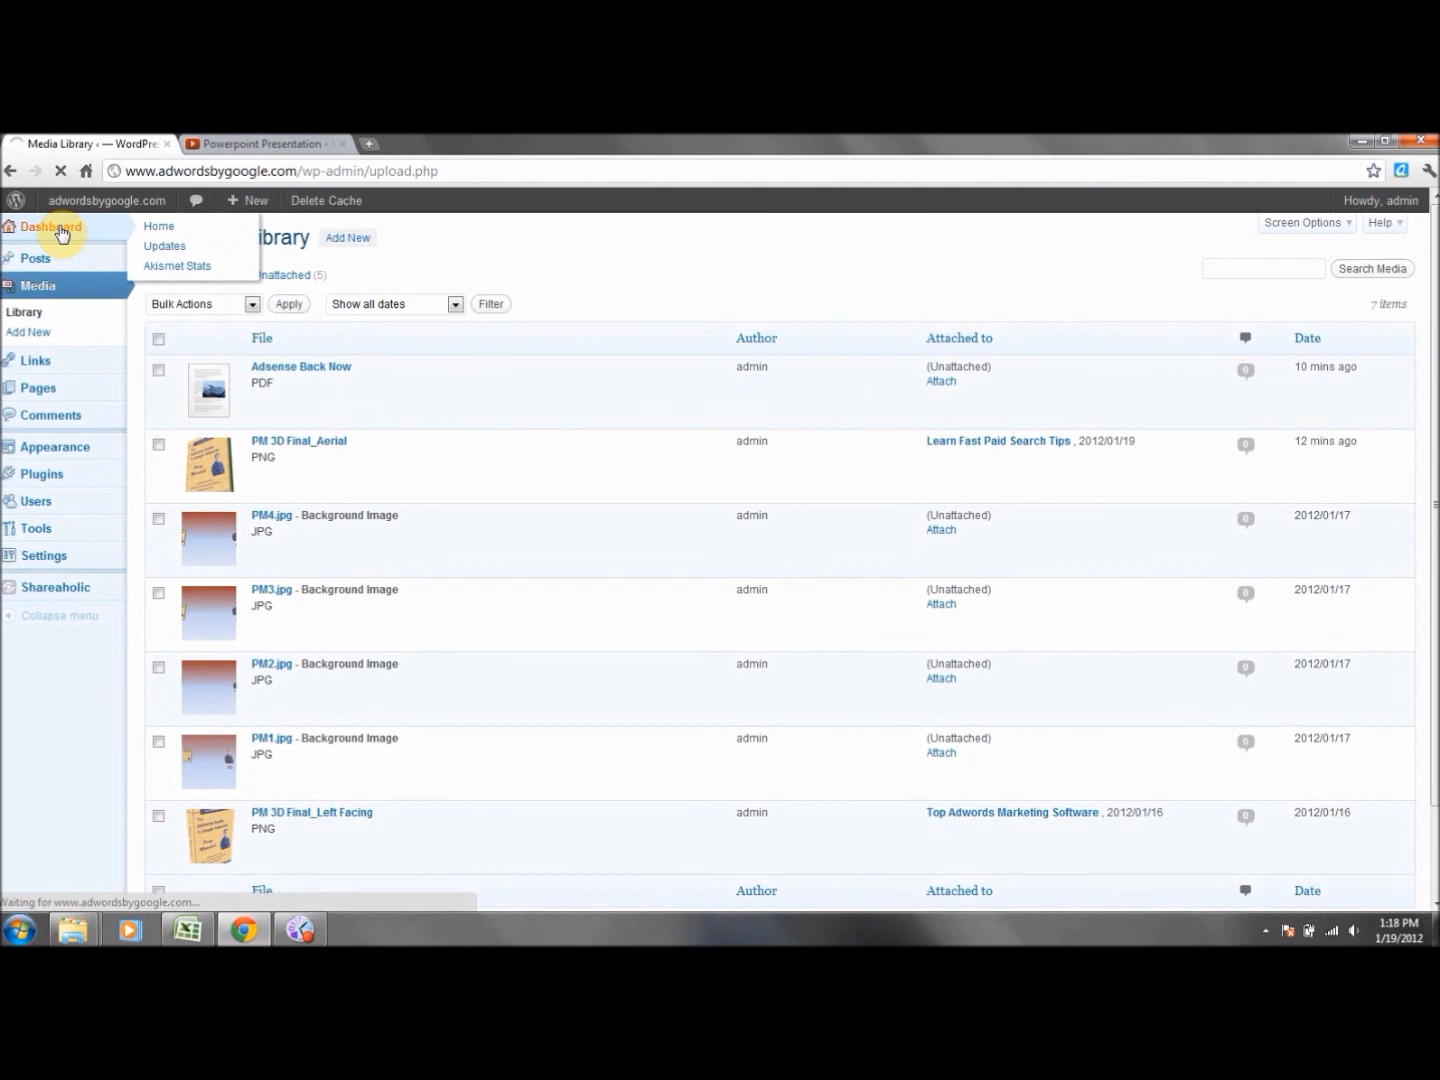 Media Library ‹ — WordPre:
Powerpoint Presentation -
www.adwordsbygoogle.com/wp-admin/upload.php
adwordsbygoogle.com
New
Delete Cache
Howdy, admin
Dashboard
Home
Updates
Akismet Stats
ibrary
Add New
Screen Options
Help
Posts
Media
nattached (5)
Search Media
Bulk Actions
Apply
Show all dates
Filter
7 items
Library
Add New
Links
Pages
Comments
Appearance
Plugins
Users
Tools
Settings
Shareaholic
Collapse menu
File Author Attached to Date
Adsense Back Now admin (Unattached) 0 10 mins ago
PDF Attach
PM 3D Final_Aerial admin Learn Fast Paid Search Tips , 2012/01/19 0 12 mins ago
PNG
PM4.jpg - Background Image admin (Unattached) 0 2012/01/17
JPG Attach
PM3.jpg - Background Image admin (Unattached) 0 2012/01/17
JPG Attach
PM2.jpg - Background Image admin (Unattached) 0 2012/01/17
JPG Attach
PM1.jpg - Background Image admin (Unattached) 0 2012/01/17
JPG Attach
PM 3D Final_Left Facing admin Top Adwords Marketing Software , 2012/01/16 0 2012/01/16
PNG
File Author Attached to Date
Waiting for www.adwordsbygoogle.com...
1:18 PM
1/19/2012